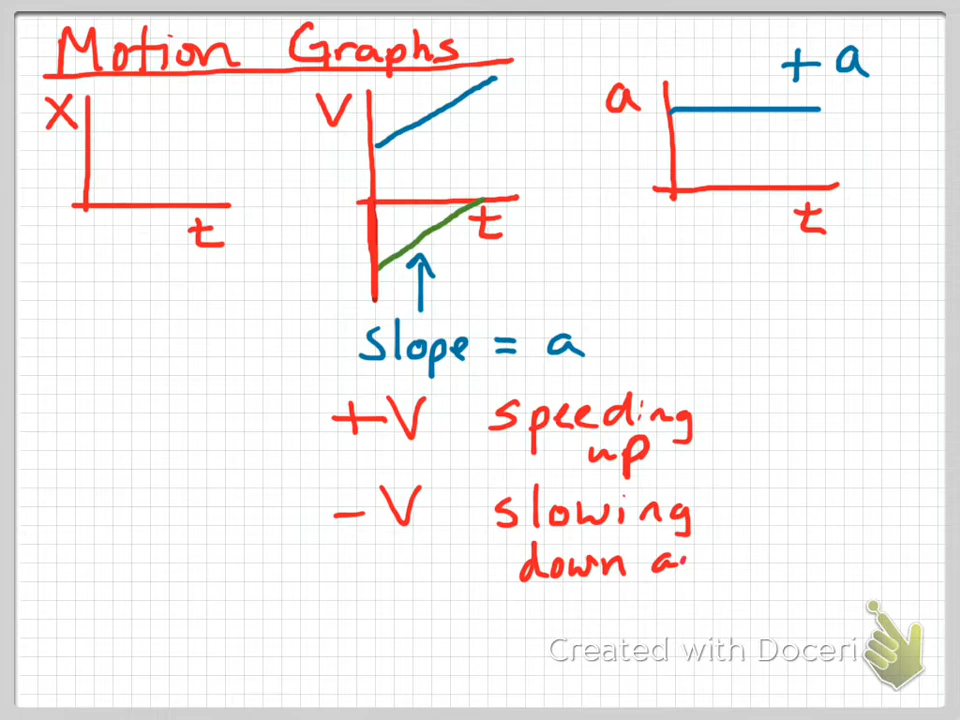 Motion Graphs
+ a
X
t
V
t
a
t
slope = a
+V speeding
up
-V slowing
down a
Created with Doceri